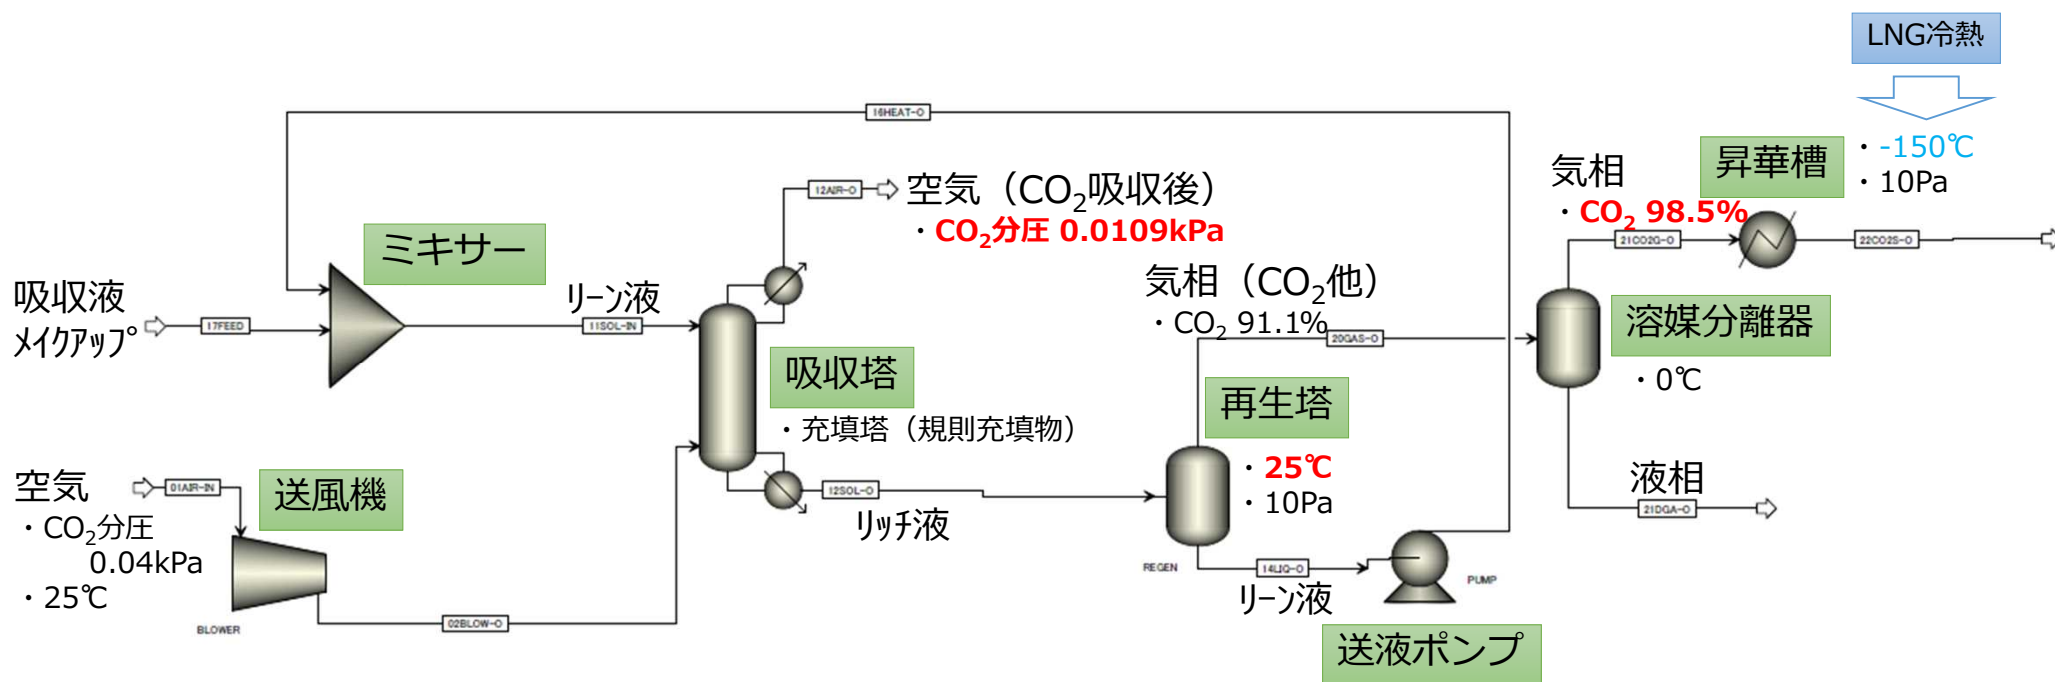 LNG冷熱
16HEAT-O
昇華槽
・-150℃
・10Pa
気相
・CO₂ 98.5%
21CO2G-O
22CO2S-O
12AIR-O
空気（CO₂吸収後）
・CO₂分圧 0.0109kPa
ミキサー
吸収液
メイクアップ
17FEED
リーン液
11SOL-IN
気相（CO₂他）
・CO₂ 91.1%
20GAS-O
溶媒分離器
・0℃
吸収塔
・充填塔（規則充填物）
再生塔
・25℃
・10Pa
空気
・CO₂分圧
0.04kPa
・25℃
01AIR-IN
送風機
12SOL-O
リッチ液
液相
21DGA-O
REGEN
14LIQ-O
リーン液
PUMP
BLOWER
02BLOW-O
送液ポンプ